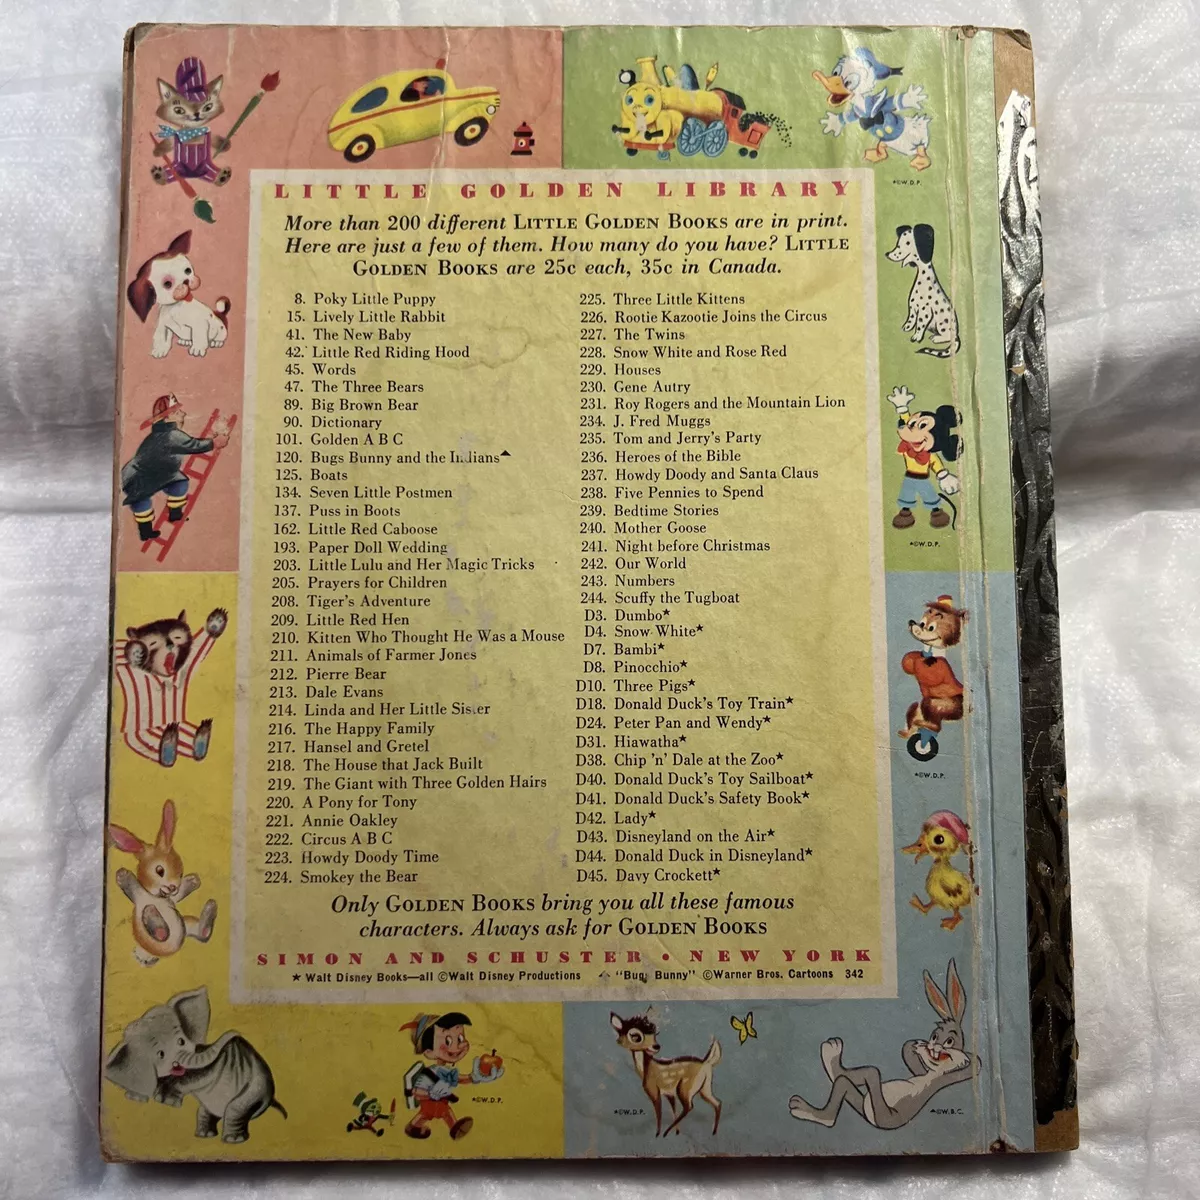 ©W.D.P.
LITTLE GOLDEN LIBRARY
More than 200 different LITTLE GOLDEN BOOKS are in print.
Here are just a few of them. How many do you have? LITTLE
GOLDEN BOOKS are 25c each, 35c in Canada.
8. Poky Little Puppy
15. Lively Little Rabbit
41. The New Baby
42. Little Red Riding Hood
45. Words
47. The Three Bears
89. Big Brown Bear
90. Dictionary
101. Golden A B C
120. Bugs Bunny and the Indians▲
125. Boats
134. Seven Little Postmen
137. Puss in Boots
162. Little Red Caboose
193. Paper Doll Wedding
203. Little Lulu and Her Magic Tricks
205. Prayers for Children
208. Tiger's Adventure
209. Little Red Hen
210. Kitten Who Thought He Was a Mouse
211. Animals of Farmer Jones
212. Pierre Bear
213. Dale Evans
214. Linda and Her Little Sister
216. The Happy Family
217. Hansel and Gretel
218. The House that Jack Built
219. The Giant with Three Golden Hairs
220. A Pony for Tony
221. Annie Oakley
222. Circus A B C
223. Howdy Doody Time
224. Smokey the Bear
225. Three Little Kittens
226. Rootie Kazootie Joins the Circus
227. The Twins
228. Snow White and Rose Red
229. Houses
230. Gene Autry
231. Roy Rogers and the Mountain Lion
234. J. Fred Muggs
235. Tom and Jerry's Party
236. Heroes of the Bible
237. Howdy Doody and Santa Claus
238. Five Pennies to Spend
239. Bedtime Stories
240. Mother Goose
241. Night before Christmas
242. Our World
243. Numbers
244. Scuffy the Tugboat
D3. Dumbo★
D4. Snow White★
D7. Bambi★
D8. Pinocchio★
D10. Three Pigs★
D18. Donald Duck's Toy Train★
D24. Peter Pan and Wendy★
D31. Hiawatha★
D38. Chip 'n' Dale at the Zoo★
D40. Donald Duck's Toy Sailboat★
D41. Donald Duck's Safety Book★
D42. Lady★
D43. Disneyland on the Air★
D44. Donald Duck in Disneyland★
D45. Davy Crockett★
©W.D.P.
©W.D.P.
Only GOLDEN BOOKS bring you all these famous
characters. Always ask for GOLDEN BOOKS
SIMON AND SCHUSTER • NEW YORK
★ Walt Disney Books—all ©Walt Disney Productions ▲ "Bugs Bunny" ©Warner Bros. Cartoons 342
©W.D.P.
©W.D.P.
©W.B.C.